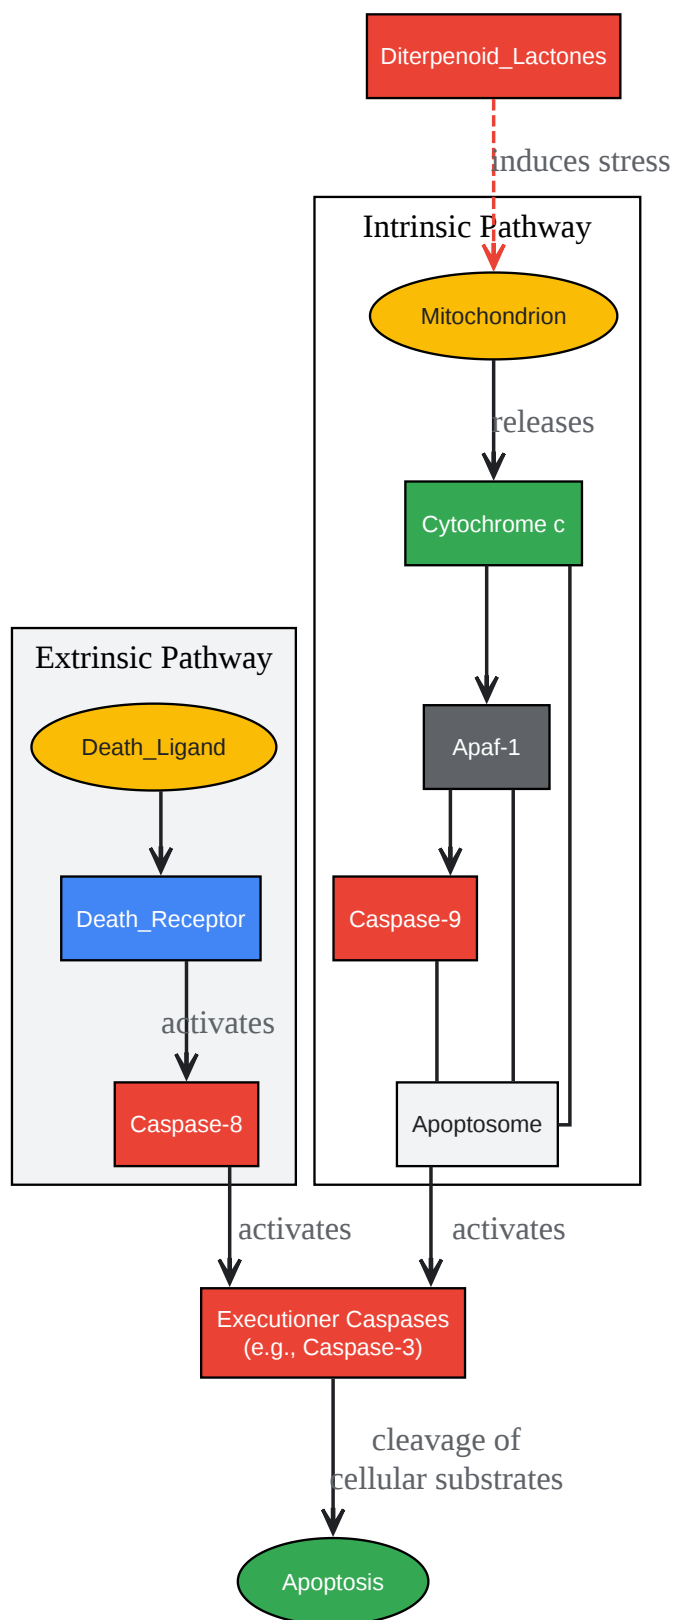 Diterpenoid_Lactones
induces stress
Intrinsic Pathway
Mitochondrion
releases
Cytochrome c
Extrinsic Pathway
Death_Ligand
Apaf-1
Death_Receptor
Caspase-9
activates
Caspase-8
Apoptosome
activates
activates
Executioner Caspases
(e.g., Caspase-3)
cleavage of
cellular substrates
Apoptosis